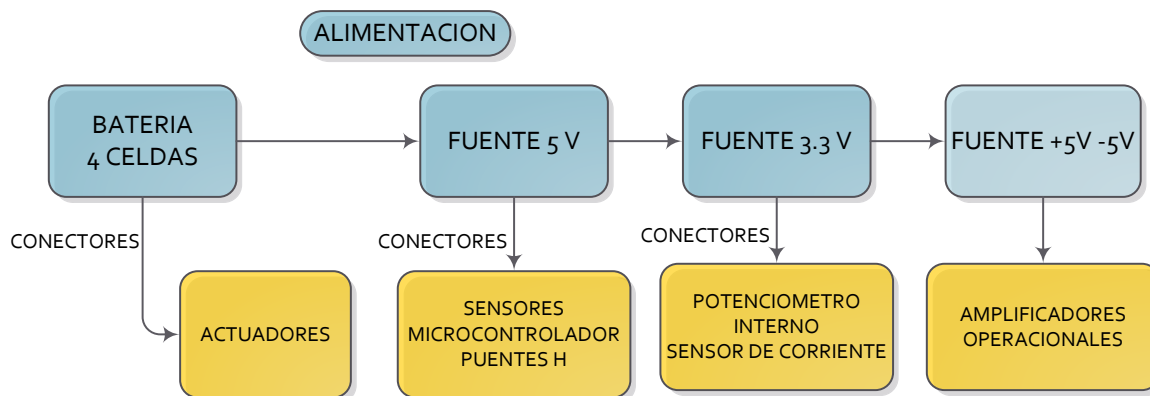 ALIMENTACION
BATERIA
4 CELDAS
FUENTE 5 V
FUENTE 3.3 V
FUENTE +5V -5V
CONECTORES
CONECTORES
CONECTORES
ACTUADORES
SENSORES
MICROCONTROLADOR
PUENTES H
POTENCIOMETRO
INTERNO
SENSOR DE CORRIENTE
AMPLIFICADORES
OPERACIONALES